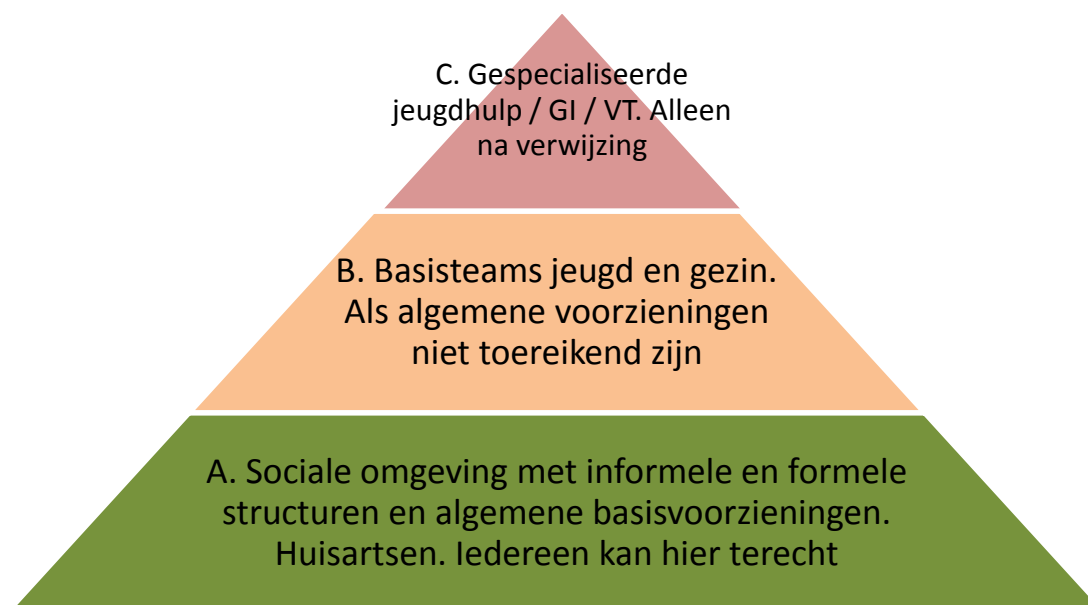 C. Gespecialiseerde
jeugdhulp / GI / VT. Alleen
na verwijzing
B. Basisteams jeugd en gezin.
Als algemene voorzieningen
niet toereikend zijn
A. Sociale omgeving met informele en formele
structuren en algemene basisvoorzieningen.
Huisartsen. Iedereen kan hier terecht